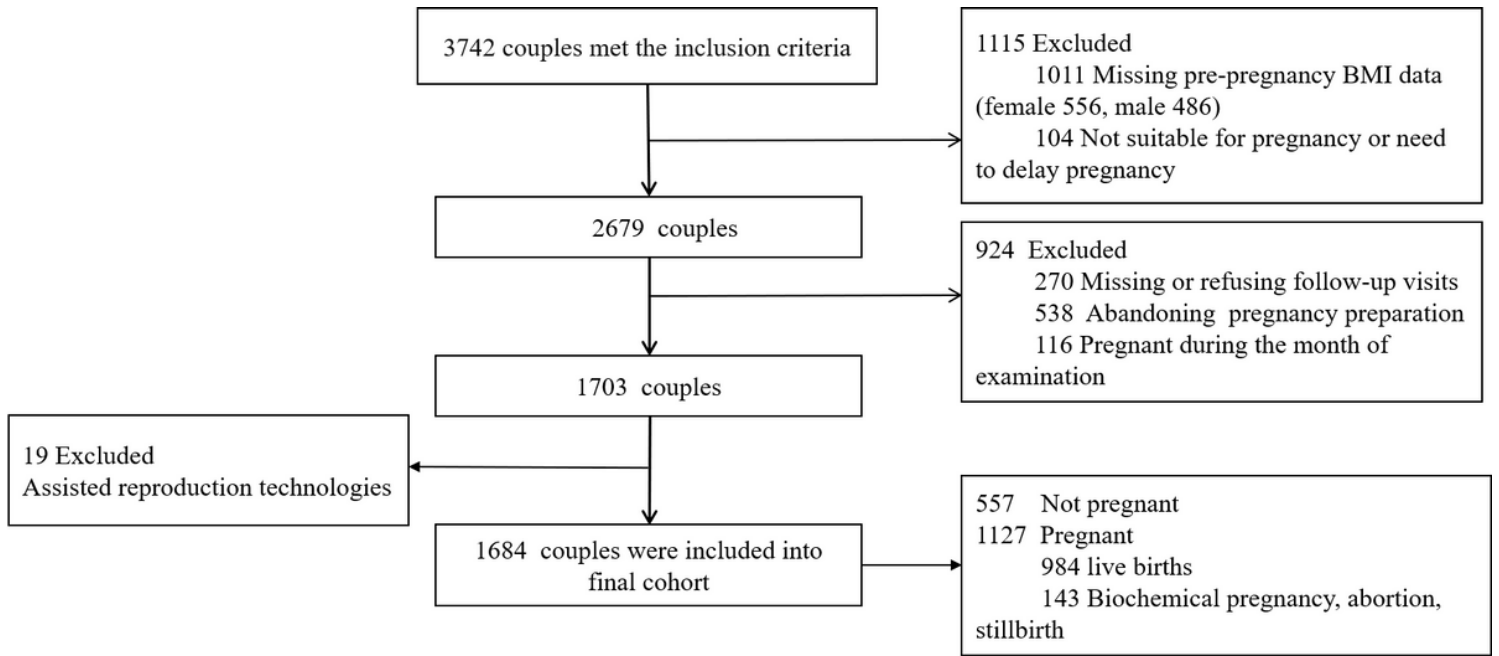 3742 couples met the inclusion criteria
1115 Excluded
1011 Missing pre-pregnancy BMI data
(female 556, male 486)
104 Not suitable for pregnancy or need
to delay pregnancy
2679 couples
924 Excluded
270 Missing or refusing follow-up visits
538 Abandoning pregnancy preparation
116 Pregnant during the month of
examination
1703 couples
19 Excluded
Assisted reproduction technologies
1684 couples were included into
final cohort
557 Not pregnant
1127 Pregnant
984 live births
143 Biochemical pregnancy, abortion,
stillbirth